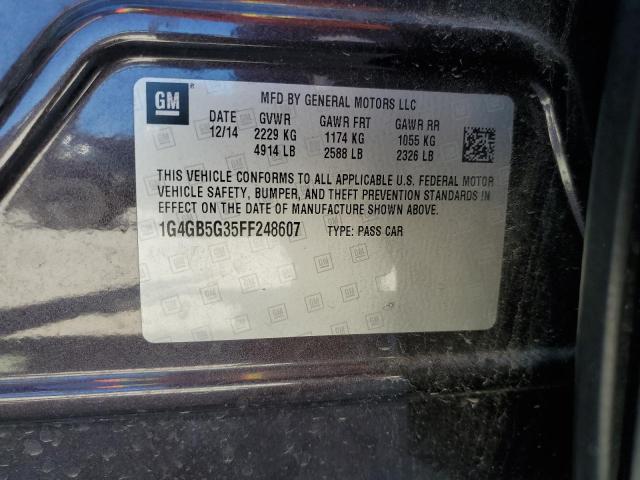 GM
MFD BY GENERAL MOTORS LLC
DATE GVWR GAWR FRT GAWR RR
12/14 2229 KG 1174 KG 1055 KG
4914 LB 2588 LB 2326 LB
THIS VEHICLE CONFORMS TO ALL APPLICABLE U.S. FEDERAL MOTOR
VEHICLE SAFETY, BUMPER, AND THEFT PREVENTION STANDARDS IN
EFFECT ON THE DATE OF MANUFACTURE SHOWN ABOVE.
1G4GB5G35FF248607 TYPE: PASS CAR